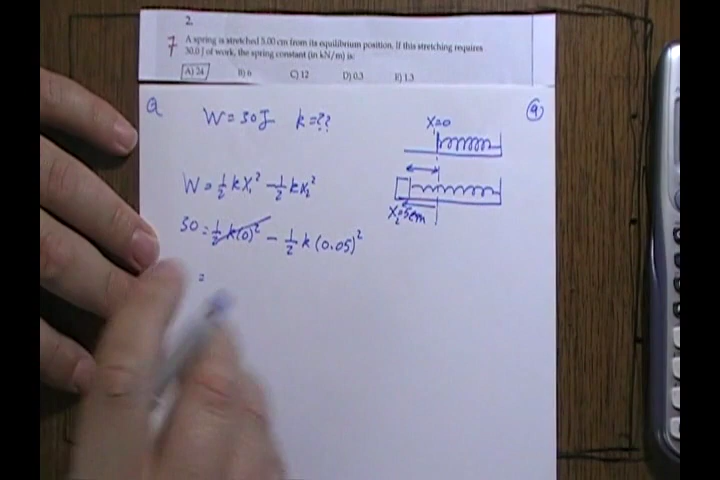 2.
7 A spring is stretched 5.00 cm from its equilibrium position. If this stretching requires
30.0 J of work, the spring constant (in kN/m) is:
A) 24 B) 6 C) 12 D) 0.3 E) 1.3
Q
W = 30J k = ??
a
X₁=0
W = ½kX₁² - ½kX₂²
X₂=5cm
30 = ½k(0)² - ½k(0.05)²
=